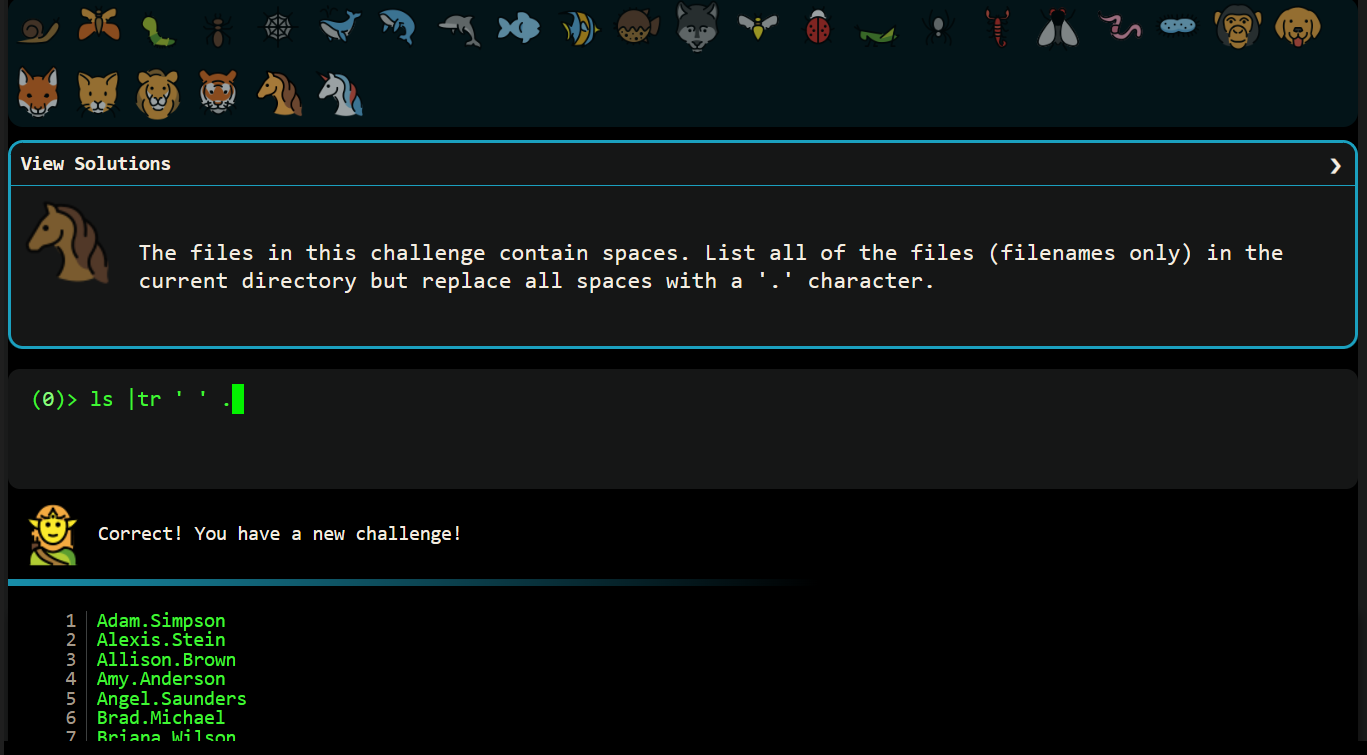 View Solutions ❯
The files in this challenge contain spaces. List all of the files (filenames only) in the
current directory but replace all spaces with a '.' character.
(0)> ls |tr ' ' .
Correct! You have a new challenge!
1 Adam.Simpson
2 Alexis.Stein
3 Allison.Brown
4 Amy.Anderson
5 Angel.Saunders
6 Brad.Michael
7 Briana.Wilson